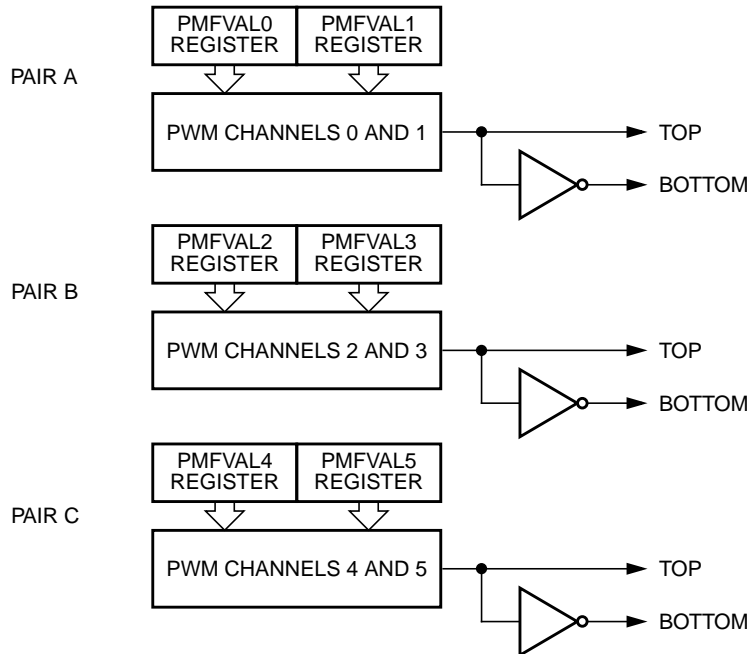 PMFVAL0 REGISTER
PMFVAL1 REGISTER
PAIR A
PWM CHANNELS 0 AND 1
TOP
BOTTOM
PMFVAL2 REGISTER
PMFVAL3 REGISTER
PAIR B
PWM CHANNELS 2 AND 3
TOP
BOTTOM
PMFVAL4 REGISTER
PMFVAL5 REGISTER
PAIR C
PWM CHANNELS 4 AND 5
TOP
BOTTOM